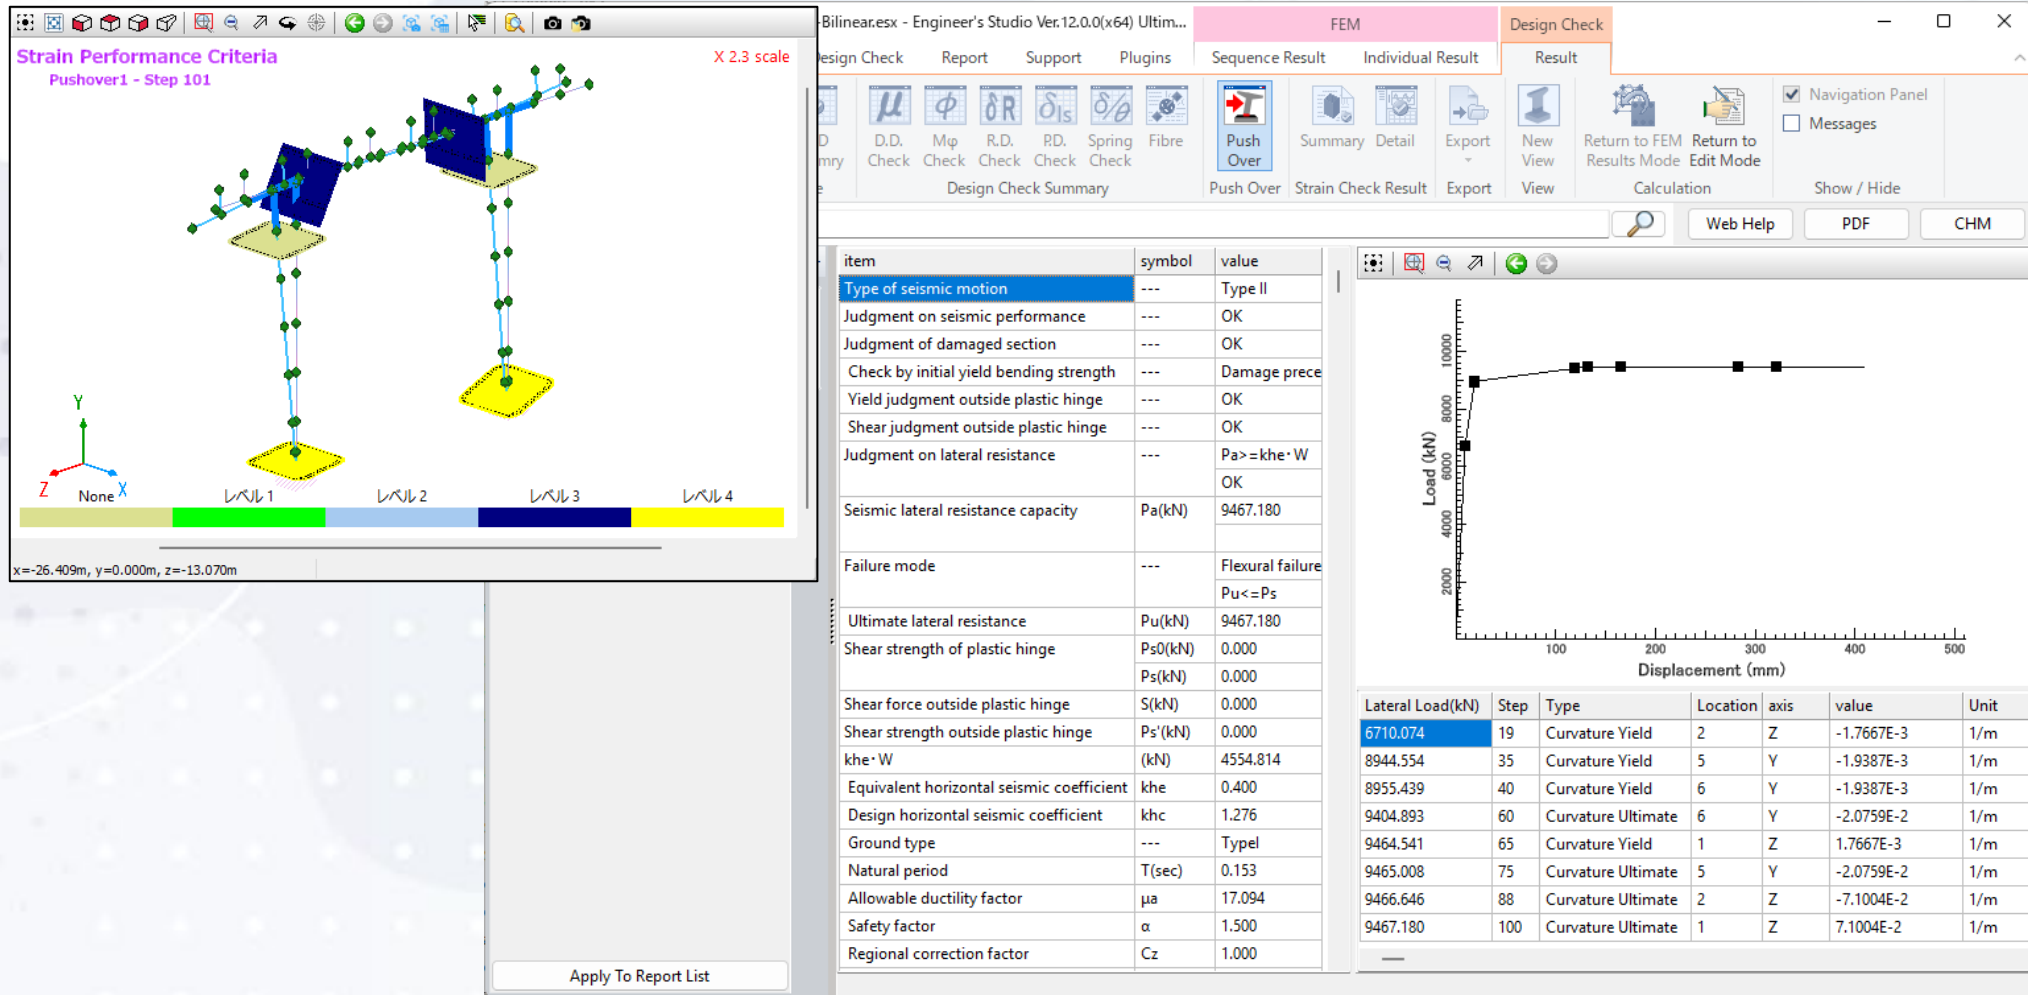 Strain Performance Criteria
Pushover1 - Step 101
X 2.3 scale
Y
Z
X
None
レベル 1
レベル 2
レベル 3
レベル 4
x=-26.409m, y=0.000m, z=-13.070m
-Bilinear.esx - Engineer's Studio Ver.12.0.0(x64) Ultim...
FEM
Design Check
Design Check Report Support Plugins Sequence Result Individual Result Result
μ φ δR δls δ/θ
D.D. Check
Mφ Check
R.D. Check
P.D. Check
Spring Check
Fibre
Push Over
Summary
Detail
Export
New View
Return to FEM Results Mode
Return to Edit Mode
Navigation Panel
Messages
Design Check Summary Push Over Strain Check Result Export View Calculation Show / Hide
Web Help PDF CHM
item symbol value
Type of seismic motion --- Type II
Judgment on seismic performance --- OK
Judgment of damaged section --- OK
Check by initial yield bending strength --- Damage prece
Yield judgment outside plastic hinge --- OK
Shear judgment outside plastic hinge --- OK
Judgment on lateral resistance --- Pa>=khe・W
OK
Seismic lateral resistance capacity Pa(kN) 9467.180
Failure mode --- Flexural failure
Pu<=Ps
Ultimate lateral resistance Pu(kN) 9467.180
Shear strength of plastic hinge Ps0(kN) 0.000
Ps(kN) 0.000
Shear force outside plastic hinge S(kN) 0.000
Shear strength outside plastic hinge Ps'(kN) 0.000
khe・W (kN) 4554.814
Equivalent horizontal seismic coefficient khe 0.400
Design horizontal seismic coefficient khc 1.276
Ground type --- TypeI
Natural period T(sec) 0.153
Allowable ductility factor μa 17.094
Safety factor α 1.500
Regional correction factor Cz 1.000
Apply To Report List
Load (kN)
10000
8000
6000
4000
2000
100 200 300 400 500
Displacement (mm)
Lateral Load(kN) Step Type Location axis value Unit
6710.074 19 Curvature Yield 2 Z -1.7667E-3 1/m
8944.554 35 Curvature Yield 5 Y -1.9387E-3 1/m
8955.439 40 Curvature Yield 6 Y -1.9387E-3 1/m
9404.893 60 Curvature Ultimate 6 Y -2.0759E-2 1/m
9464.541 65 Curvature Yield 1 Z 1.7667E-3 1/m
9465.008 75 Curvature Ultimate 5 Y -2.0759E-2 1/m
9466.646 88 Curvature Ultimate 2 Z -7.1004E-2 1/m
9467.180 100 Curvature Ultimate 1 Z 7.1004E-2 1/m